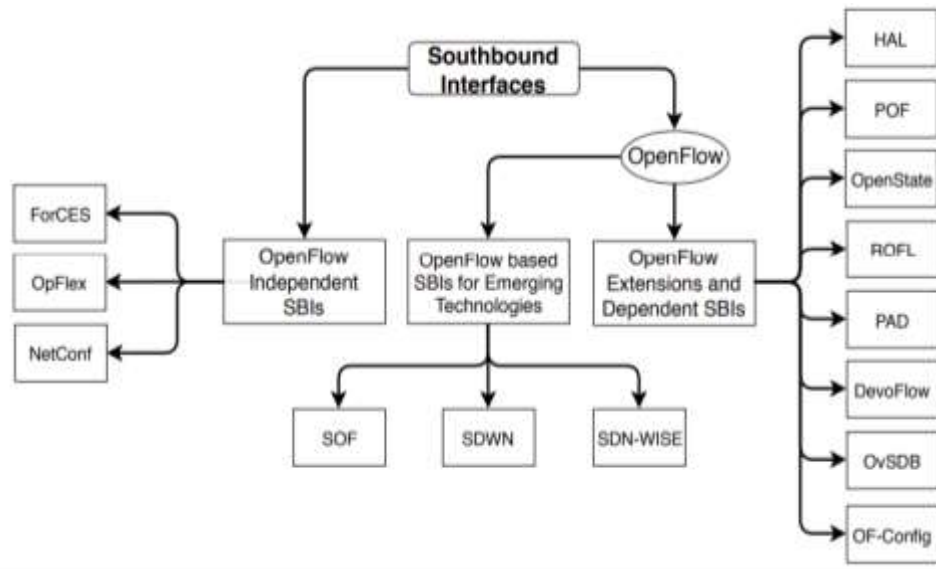 Southbound
Interfaces
OpenFlow
ForCES
OpFlex
NetConf
OpenFlow
Independent
SBIs
OpenFlow based
SBIs for Emerging
Technologies
OpenFlow
Extensions and
Dependent SBIs
SOF
SDWN
SDN-WISE
HAL
POF
OpenState
ROFL
PAD
DevoFlow
OvSDB
OF-Config